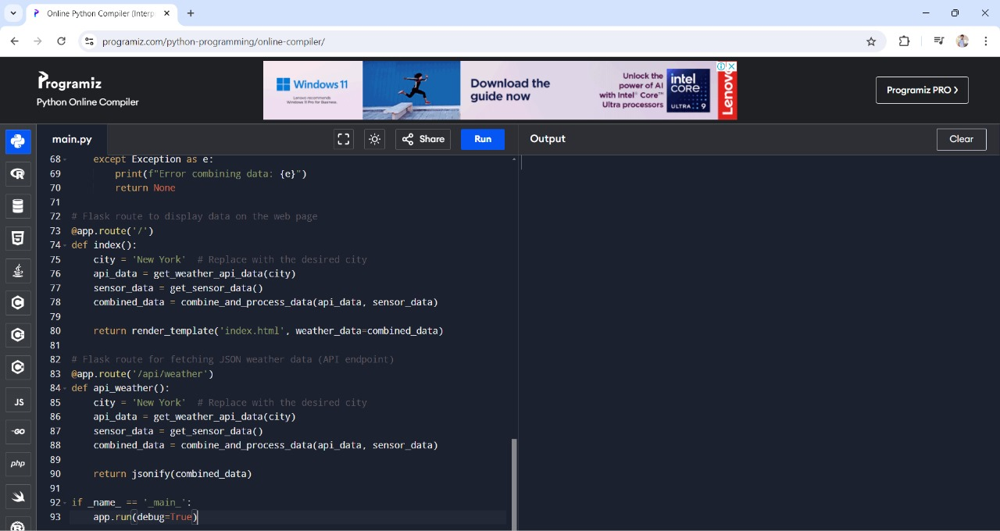 Online Python Compiler (Interp
programiz.com/python-programming/online-compiler/
Programiz
Python Online Compiler
Windows 11
Lenovo recommends
Windows 11 Pro for Business.
Download the
guide now
Unlock the
power of AI
with Intel® Core™
Ultra processors
intel
CORE
ULTRA 9
Lenovo
Programiz PRO >
main.py
Share
Run
Output
Clear
68 except Exception as e:
69 print(f"Error combining data: {e}")
70 return None
71
72 # Flask route to display data on the web page
73 @app.route('/')
74 def index():
75 city = 'New York'  # Replace with the desired city
76 api_data = get_weather_api_data(city)
77 sensor_data = get_sensor_data()
78 combined_data = combine_and_process_data(api_data, sensor_data)
79
80 return render_template('index.html', weather_data=combined_data)
81
82 # Flask route for fetching JSON weather data (API endpoint)
83 @app.route('/api/weather')
84 def api_weather():
85 city = 'New York'  # Replace with the desired city
86 api_data = get_weather_api_data(city)
87 sensor_data = get_sensor_data()
88 combined_data = combine_and_process_data(api_data, sensor_data)
89
90 return jsonify(combined_data)
91
92 if _name_ == '_main_':
93 app.run(debug=True)
JS
GO
php